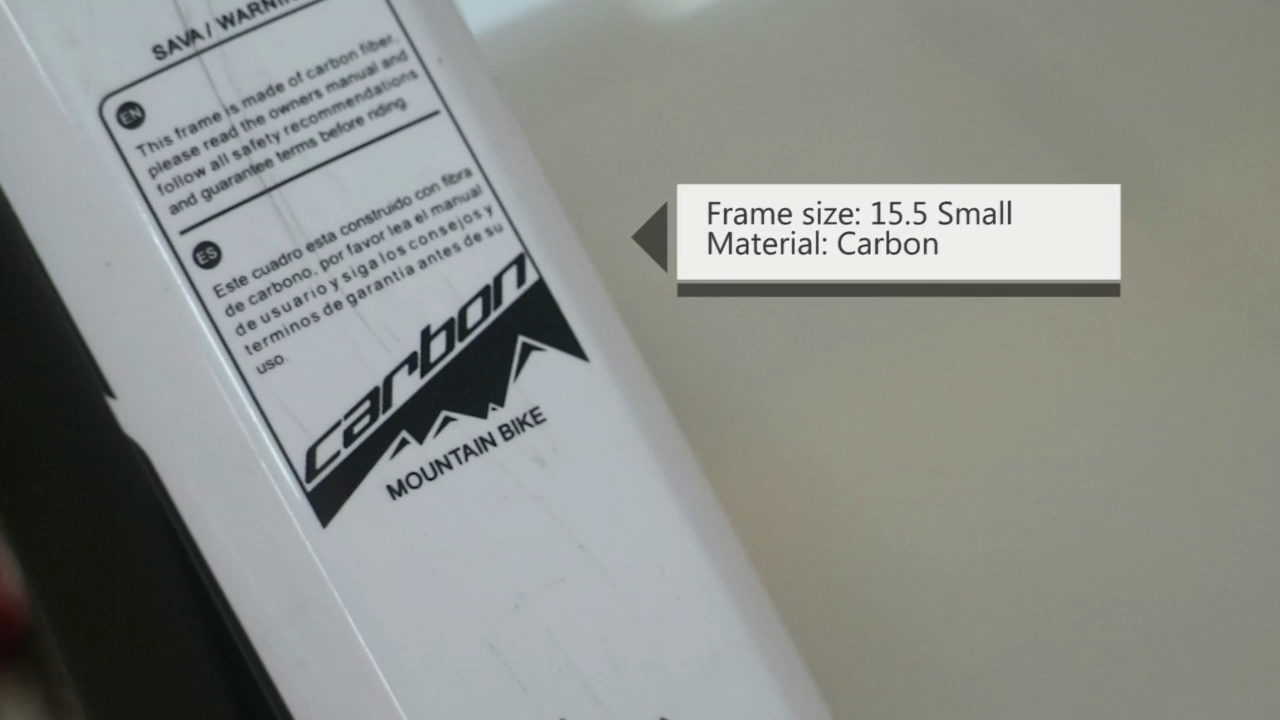 SAVA / WARNING
EN
This frame is made of carbon fiber,
please read the owners manual and
follow all safety recommendations
and guarantee terms before riding.
ES
Este cuadro esta construido con fibra
de carbono, por favor lea el manual
de usuario y siga los consejos y
terminos de garantia antes de su
uso.
carbon
MOUNTAIN BIKE
Frame size: 15.5 Small
Material: Carbon